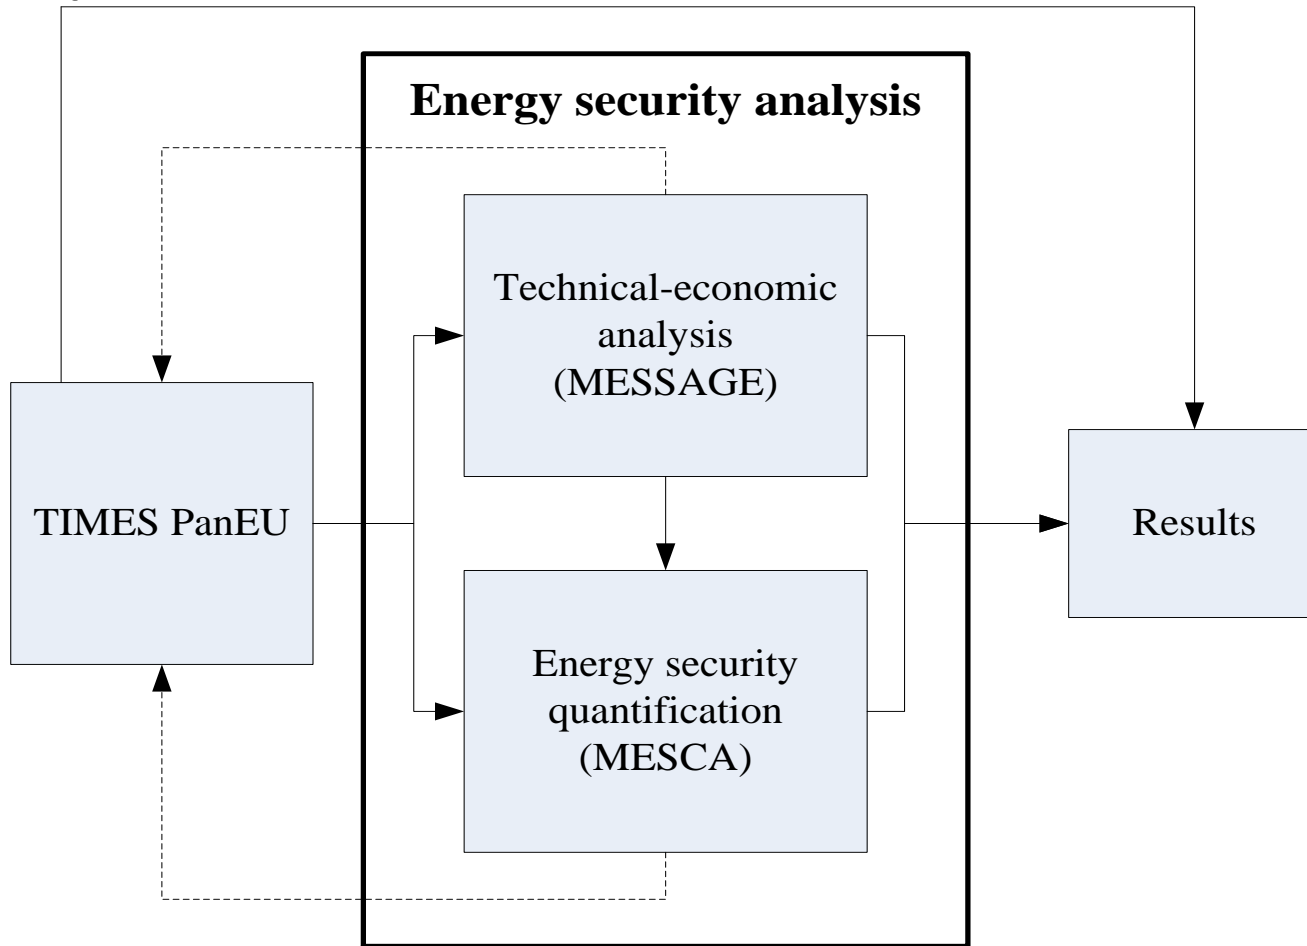 Energy security analysis
Technical-economic
analysis
(MESSAGE)
TIMES PanEU
Results
Energy security
quantification
(MESCA)